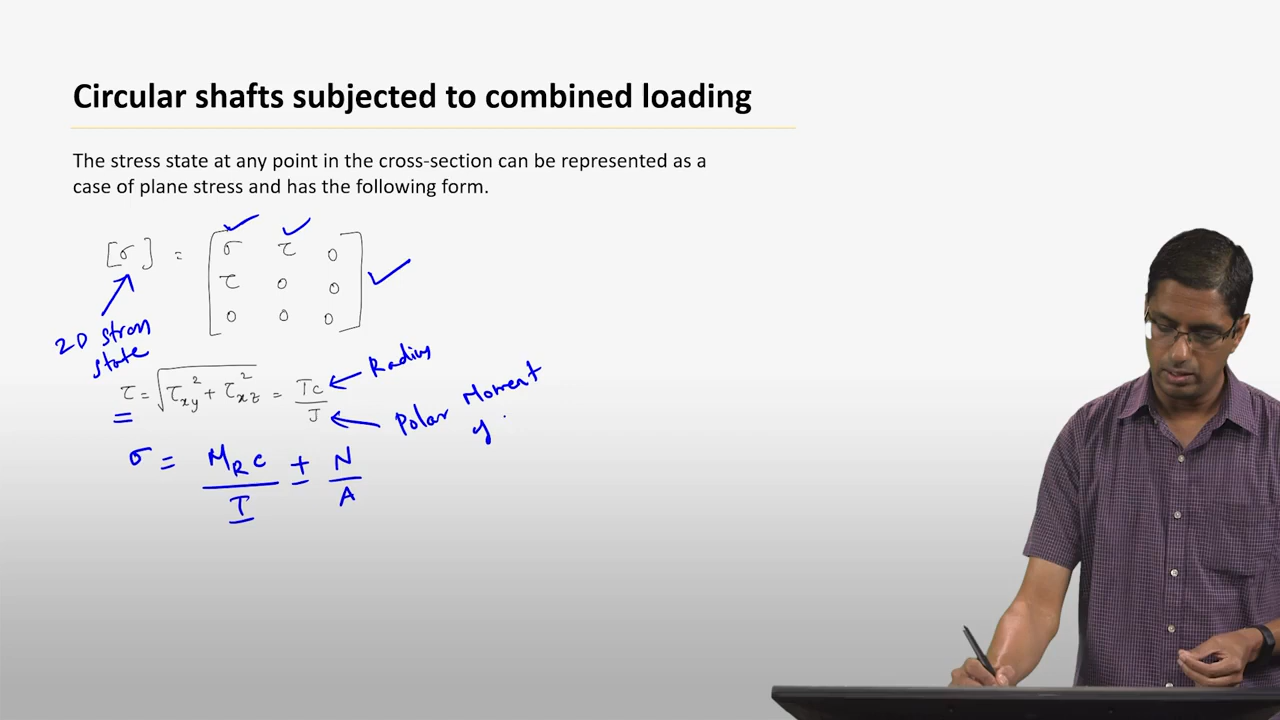 Circular shafts subjected to combined loading
The stress state at any point in the cross-section can be represented as a
case of plane stress and has the following form.
[σ] = [σ τ 0
τ 0 0
0 0 0]
2D stress
state
τ = √(τxy² + τxz²) = Tc/J
Radius
Polar Moment
of
σ = M_R c/I ± N/A